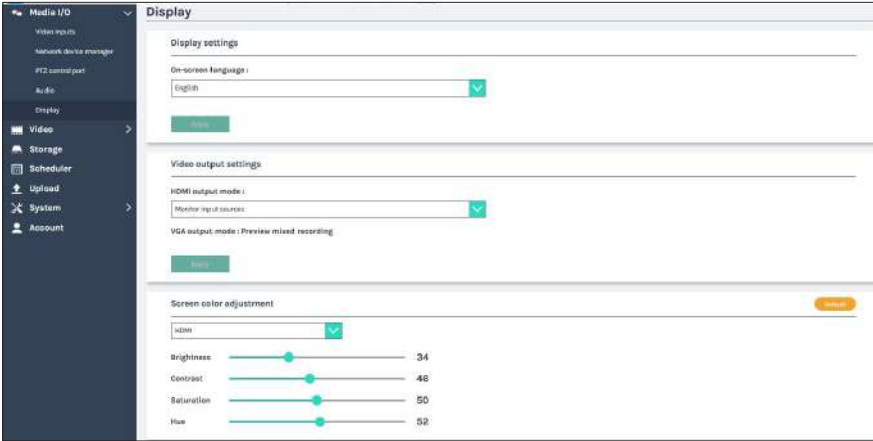 Media I/O
Video inputs
Network device manager
PTZ control port
Audio
Display
Video
Storage
Scheduler
Upload
System
Account
Display
Display settings
On-screen language :
English
Apply
Video output settings
HDMI output mode :
Monitor input sources
VGA output mode : Preview mixed recording
Apply
Screen color adjustment
Default
HDMI
Brightness 34
Contrast 46
Saturation 50
Hue 52